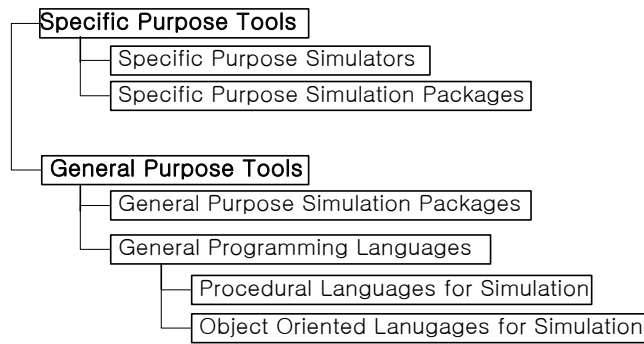 Specific Purpose Tools
Specific Purpose Simulators
Specific Purpose Simulation Packages
General Purpose Tools
General Purpose Simulation Packages
General Programming Languages
Procedural Languages for Simulation
Object Oriented Lanugages for Simulation